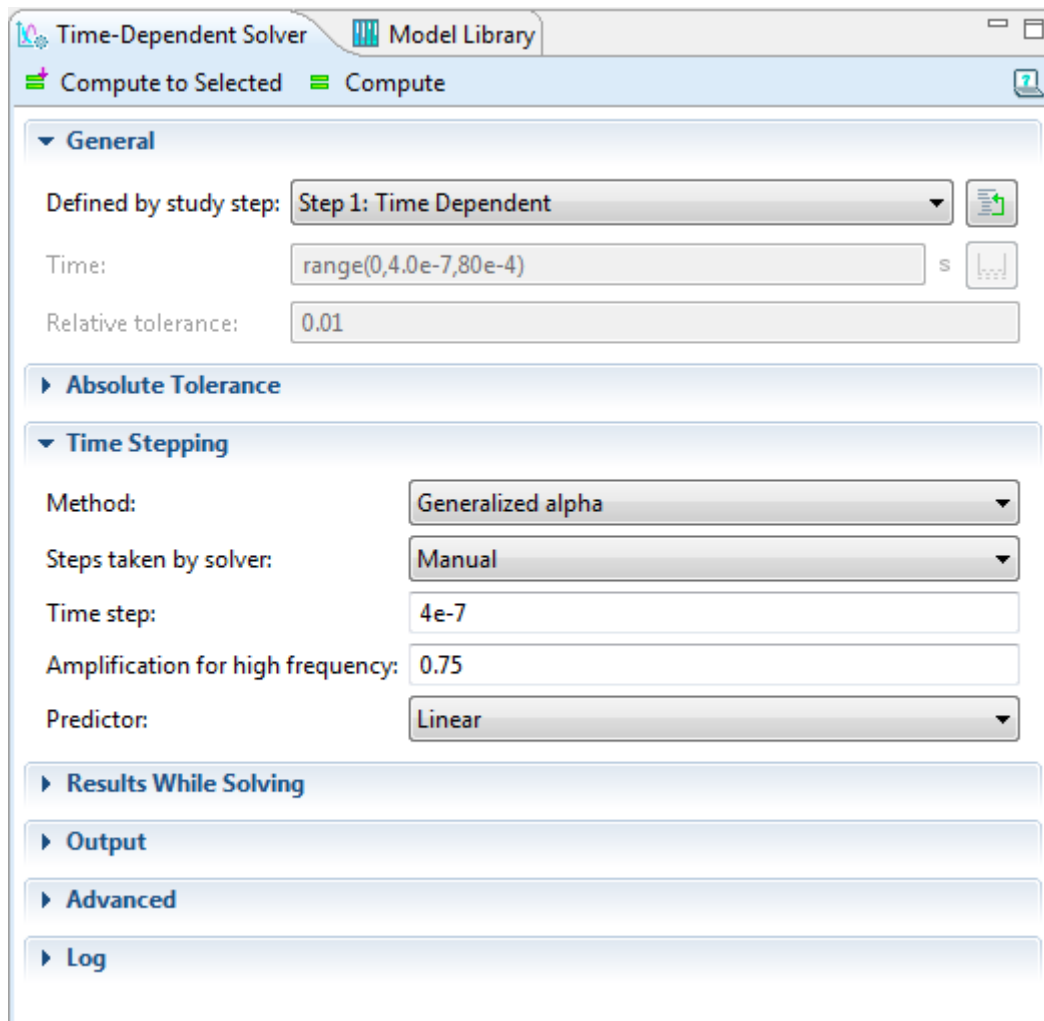 Time-Dependent Solver Model Library
Compute to Selected Compute
General
Defined by study step: Step 1: Time Dependent
Time: range(0,4.0e-7,80e-4) s
Relative tolerance: 0.01
Absolute Tolerance
Time Stepping
Method: Generalized alpha
Steps taken by solver: Manual
Time step: 4e-7
Amplification for high frequency: 0.75
Predictor: Linear
Results While Solving
Output
Advanced
Log